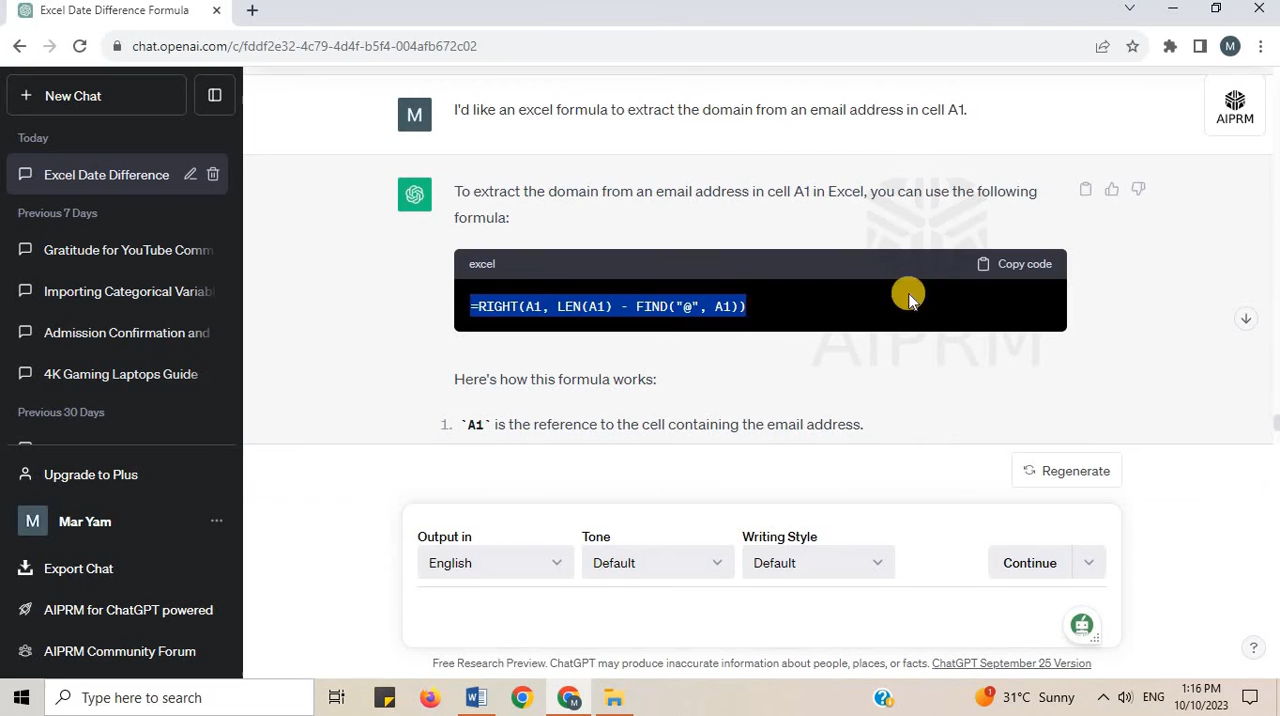 Excel Date Difference Formula
chat.openai.com/c/fddf2e32-4c79-4d4f-b5f4-004afb672c02
M
New Chat
Today
Excel Date Difference
Previous 7 Days
Gratitude for YouTube Comm
Importing Categorical Variab
Admission Confirmation and
4K Gaming Laptops Guide
Previous 30 Days
Upgrade to Plus
M Mar Yam
Export Chat
AIPRM for ChatGPT powered
AIPRM Community Forum
AIPRM
M I'd like an excel formula to extract the domain from an email address in cell A1.
To extract the domain from an email address in cell A1 in Excel, you can use the following
formula:
excel Copy code
=RIGHT(A1, LEN(A1) - FIND("@", A1))
AIPRM
Here's how this formula works:
1. `A1` is the reference to the cell containing the email address.
Regenerate
Output in Tone Writing Style
English Default Default Continue
Free Research Preview. ChatGPT may produce inaccurate information about people, places, or facts. ChatGPT September 25 Version
?
Type here to search
M
1
31°C Sunny
ENG
1:16 PM
10/10/2023